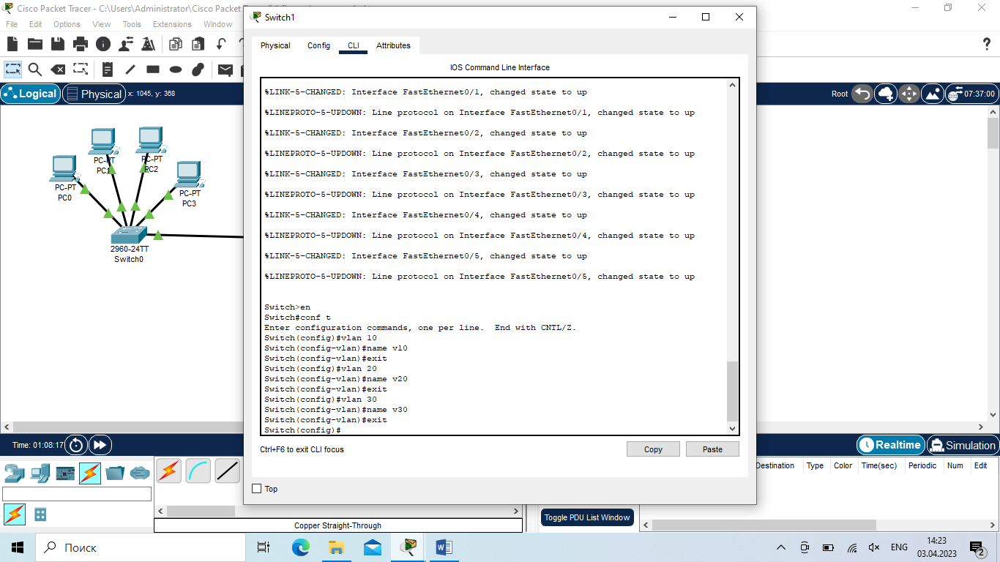 Cisco Packet Tracer - C:\Users\Administrator\Cisco Packet
Switch1
File Edit Options View Tools Extensions Window
Physical Config CLI Attributes
IOS Command Line Interface
Logical Physical x: 1045, y: 368
Root 07:37:00
%LINK-5-CHANGED: Interface FastEthernet0/1, changed state to up
%LINEPROTO-5-UPDOWN: Line protocol on Interface FastEthernet0/1, changed state to up
%LINK-5-CHANGED: Interface FastEthernet0/2, changed state to up
%LINEPROTO-5-UPDOWN: Line protocol on Interface FastEthernet0/2, changed state to up
%LINK-5-CHANGED: Interface FastEthernet0/3, changed state to up
%LINEPROTO-5-UPDOWN: Line protocol on Interface FastEthernet0/3, changed state to up
%LINK-5-CHANGED: Interface FastEthernet0/4, changed state to up
%LINEPROTO-5-UPDOWN: Line protocol on Interface FastEthernet0/4, changed state to up
%LINK-5-CHANGED: Interface FastEthernet0/5, changed state to up
%LINEPROTO-5-UPDOWN: Line protocol on Interface FastEthernet0/5, changed state to up
Switch>en
Switch#conf t
Enter configuration commands, one per line. End with CNTL/Z.
Switch(config)#vlan 10
Switch(config-vlan)#name v10
Switch(config-vlan)#exit
Switch(config)#vlan 20
Switch(config-vlan)#name v20
Switch(config-vlan)#exit
Switch(config)#vlan 30
Switch(config-vlan)#name v30
Switch(config-vlan)#exit
Switch(config)#
PC-PT
PC0
PC-PT
PC1
PC-PT
PC2
PC-PT
PC3
2960-24TT
Switch0
Ctrl+F6 to exit CLI focus
Copy Paste
Top
Time: 01:08:17
Realtime Simulation
Destination Type Color Time(sec) Periodic Num Edit
Toggle PDU List Window
Copper Straight-Through
Поиск
ENG
14:23
03.04.2023
2